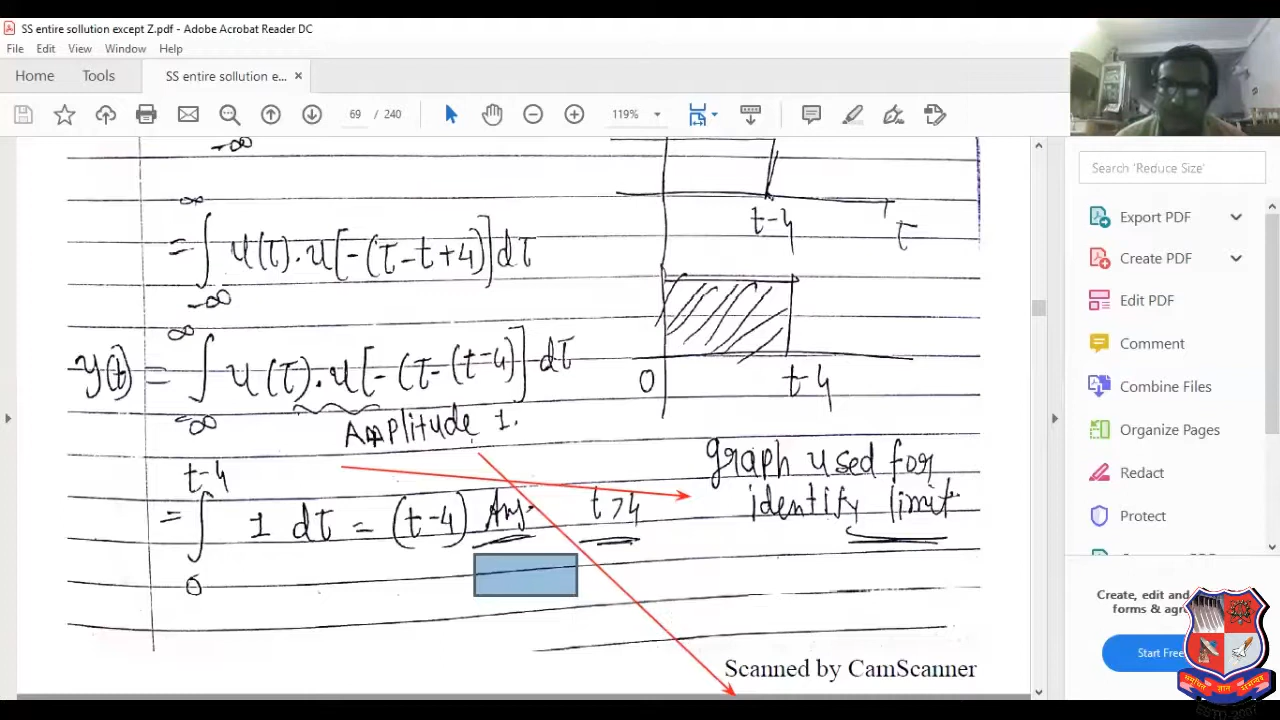 SS entire sollution except Z.pdf - Adobe Acrobat Reader DC
File Edit View Window Help
Home Tools SS entire sollution e... ×
69 / 240 119%
-∞
t-4
τ
∞
= ∫ u(τ).u[-(τ-t+4)]dτ
-∞
∞
y(t) = ∫ u(τ).u[-(τ-(t-4)] dτ
-∞
0 t-4
Amplitude 1.
t-4
= ∫ 1 dτ = (t-4) Ans. t>4
0
graph used for
identify limit
Scanned by CamScanner
Search 'Reduce Size'
Export PDF
Create PDF
Edit PDF
Comment
Combine Files
Organize Pages
Redact
Protect
Create, edit and
forms & agr
Start Free
ESTD-2007